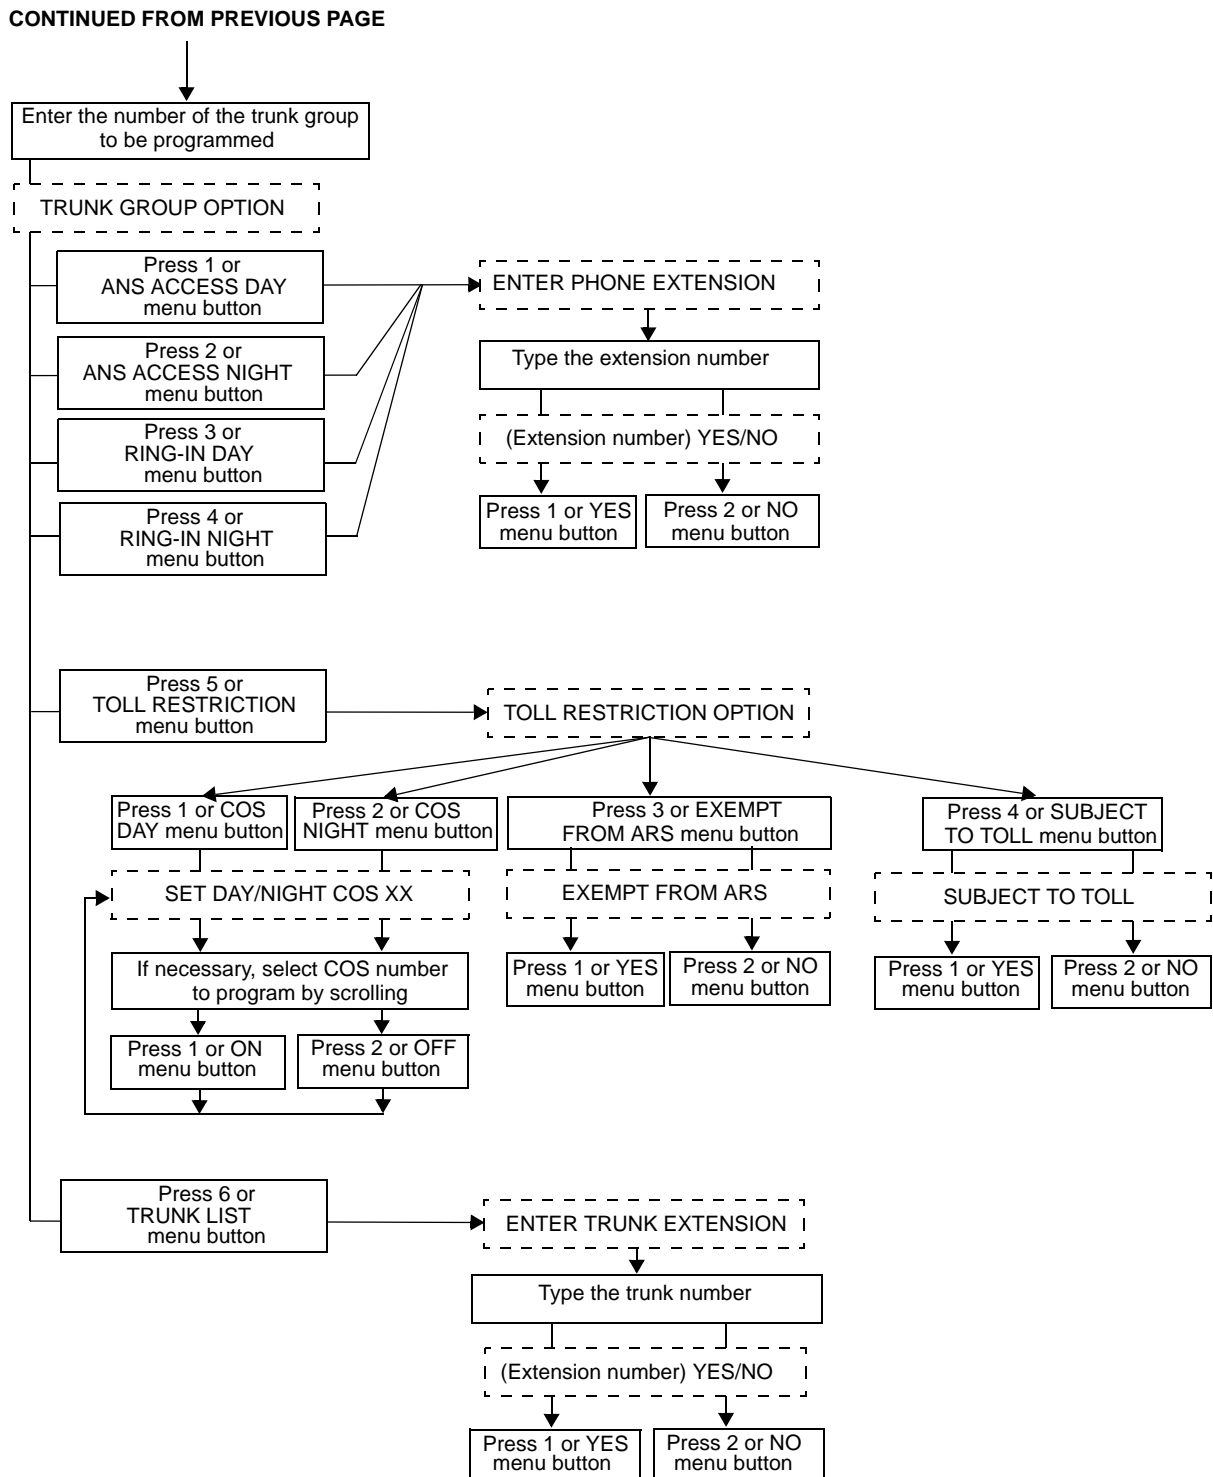 CONTINUED FROM PREVIOUS PAGE
Enter the number of the trunk group
to be programmed
TRUNK GROUP OPTION
Press 1 or
ANS ACCESS DAY
menu button
ENTER PHONE EXTENSION
Type the extension number
Press 2 or
ANS ACCESS NIGHT
menu button
(Extension number) YES/NO
Press 3 or
RING-IN DAY
menu button
Press 1 or YES
menu button
Press 2 or NO
menu button
Press 4 or
RING-IN NIGHT
menu button
Press 5 or
TOLL RESTRICTION
menu button
TOLL RESTRICTION OPTION
Press 1 or COS
DAY menu button
Press 2 or COS
NIGHT menu button
Press 3 or EXEMPT
FROM ARS menu button
Press 4 or SUBJECT
TO TOLL menu button
SET DAY/NIGHT COS XX
EXEMPT FROM ARS
SUBJECT TO TOLL
If necessary, select COS number
to program by scrolling
Press 1 or YES
menu button
Press 2 or NO
menu button
Press 1 or YES
menu button
Press 2 or NO
menu button
Press 1 or ON
menu button
Press 2 or OFF
menu button
Press 6 or
TRUNK LIST
menu button
ENTER TRUNK EXTENSION
Type the trunk number
(Extension number) YES/NO
Press 1 or YES
menu button
Press 2 or NO
menu button